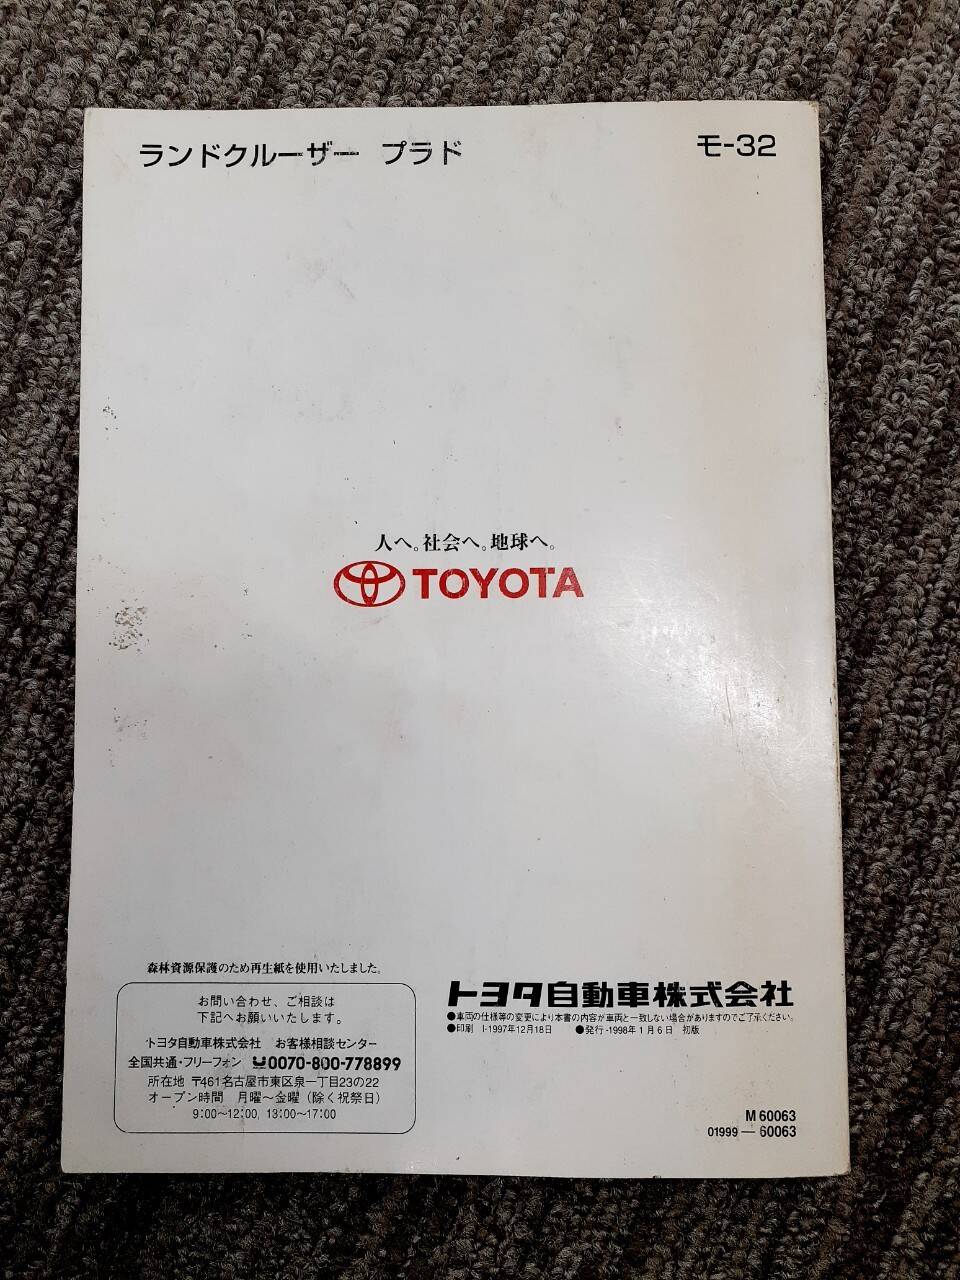 ランドクルーザー プラド
モ-32
人へ。社会へ。地球へ。
TOYOTA
森林資源保護のため再生紙を使用いたしました。
お問い合わせ、ご相談は
下記へお願いいたします。
トヨタ自動車株式会社 お客様相談センター
全国共通・フリーフォン 0070-800-778899
所在地 〒461名古屋市東区泉一丁目23の22
オープン時間 月曜～金曜（除く祝祭日）
9:00～12:00, 13:00～17:00
トヨタ自動車株式会社
●車両の仕様等の変更により本書の内容が車両と一致しない場合がありますのでご了承ください。
●印刷 I-1997年12月18日 ●発行-1998年1月6日 初版
M 60063
01999 — 60063